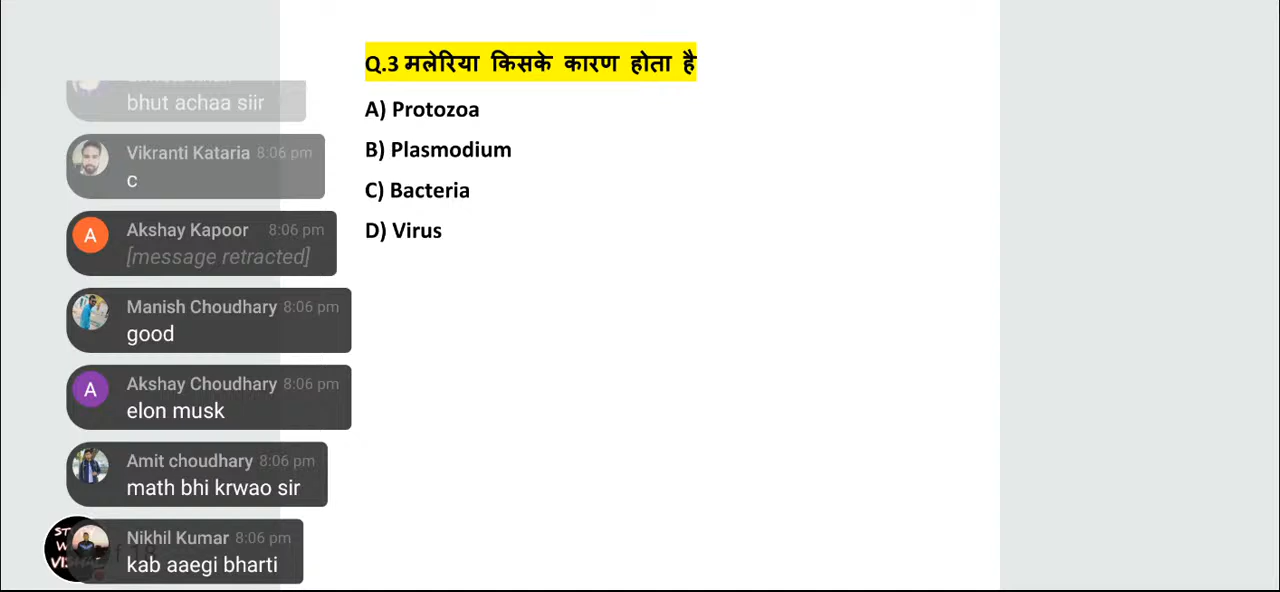 Q.3 मलेरिया किसके कारण होता है
A) Protozoa
B) Plasmodium
C) Bacteria
D) Virus
bhut achaa siir
Vikranti Kataria 8:06 pm
c
Akshay Kapoor 8:06 pm
[message retracted]
Manish Choudhary 8:06 pm
good
Akshay Choudhary 8:06 pm
elon musk
Amit choudhary 8:06 pm
math bhi krwao sir
Nikhil Kumar 8:06 pm
kab aaegi bharti
A
A